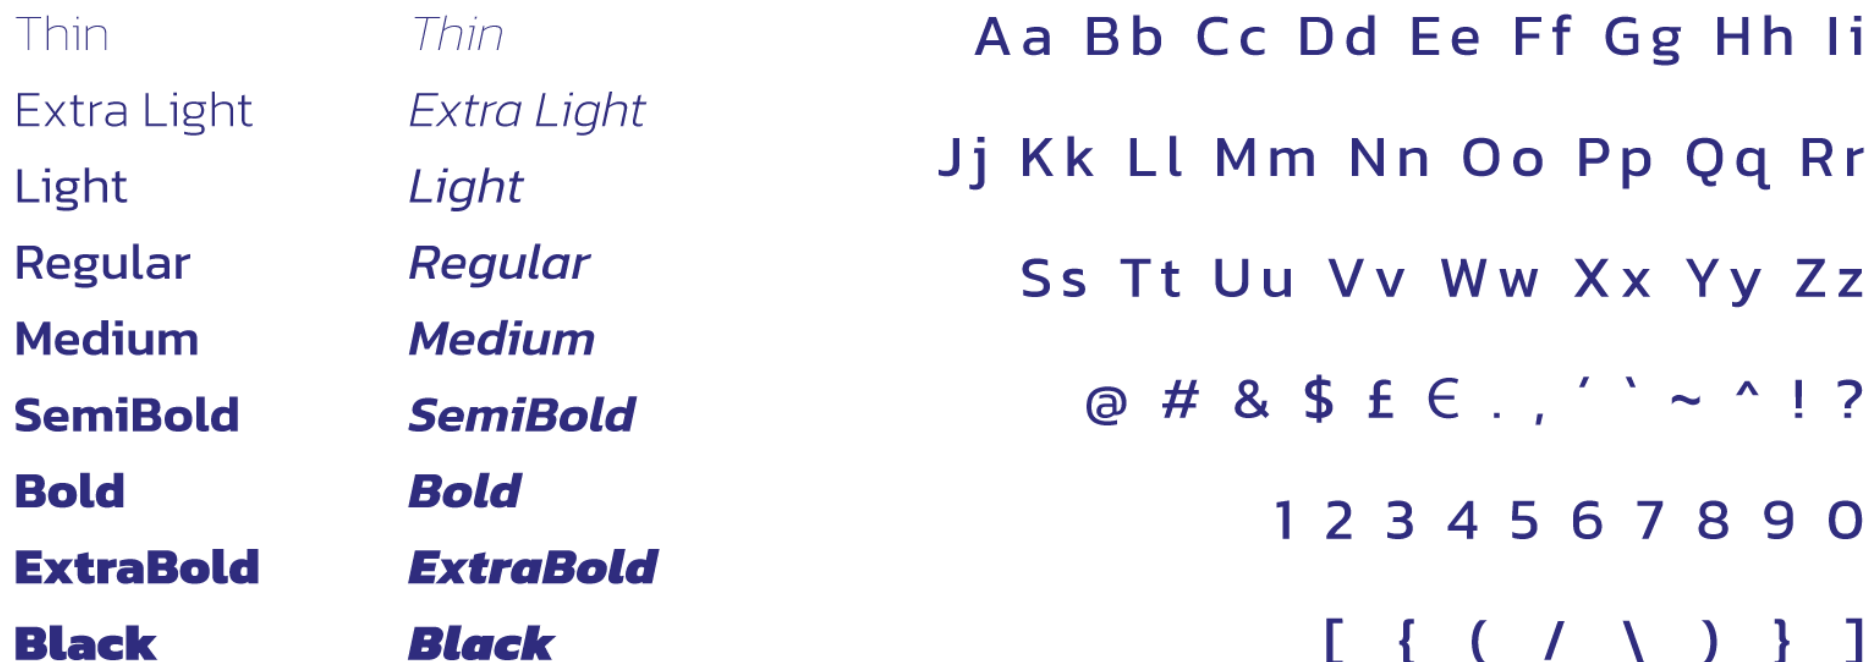 Thin
Extra Light
Light
Regular
Medium
SemiBold
Bold
ExtraBold
Black
Thin
Extra Light
Light
Regular
Medium
SemiBold
Bold
ExtraBold
Black
Aa Bb Cc Dd Ee Ff Gg Hh Ii
Jj Kk Ll Mm Nn Oo Pp Qq Rr
Ss Tt Uu Vv Ww Xx Yy Zz
@ # & $ £ € . , ´ ` ~ ^ ! ?
1 2 3 4 5 6 7 8 9 0
[ { ( / \ ) } ]